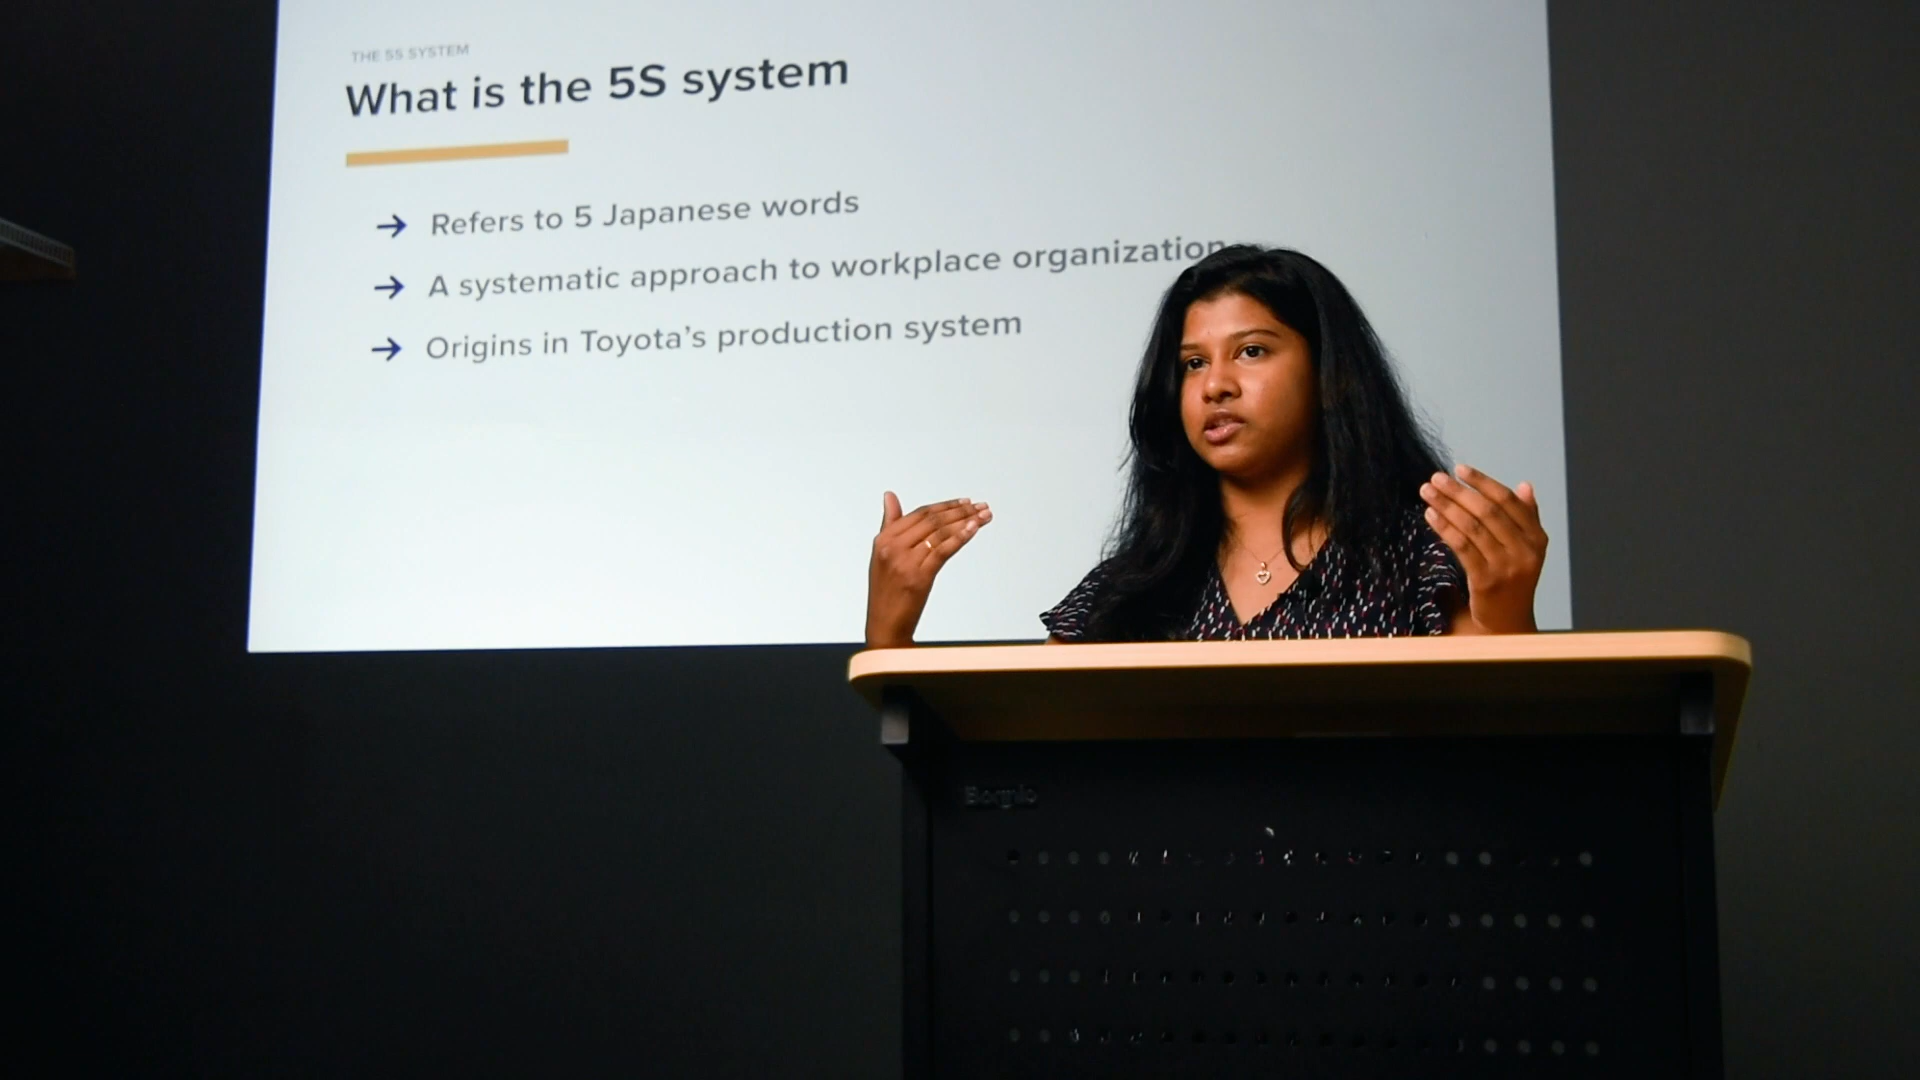 THE 5S SYSTEM
What is the 5S system
→ Refers to 5 Japanese words
→ A systematic approach to workplace organization
→ Origins in Toyota’s production system